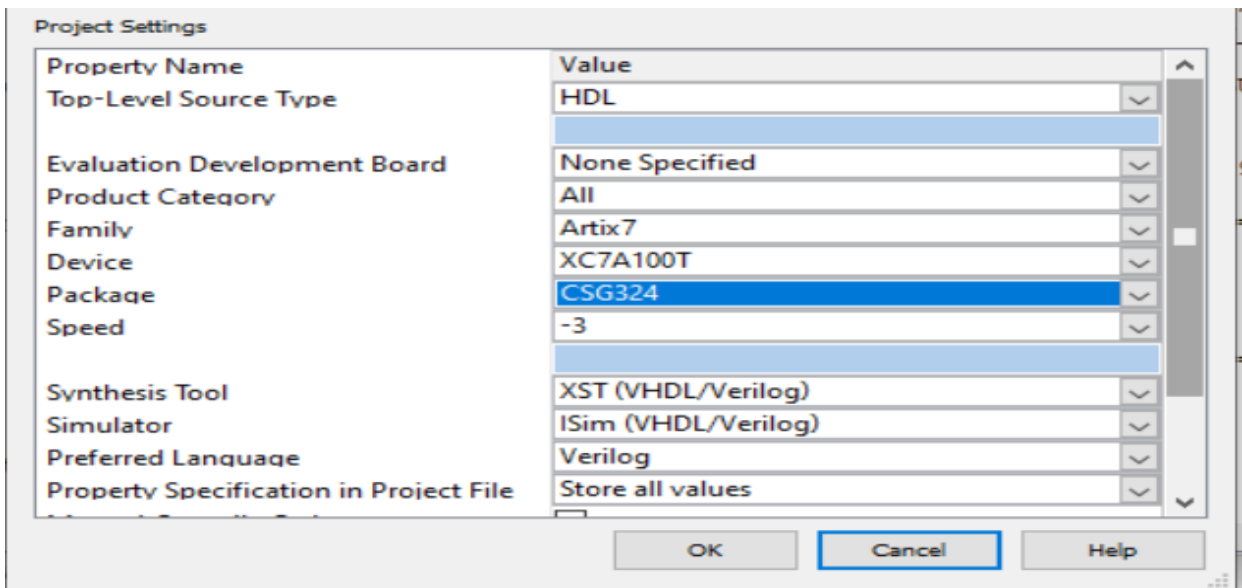 Project Settings
Property Name Value
Top-Level Source Type HDL
Evaluation Development Board None Specified
Product Category All
Family Artix7
Device XC7A100T
Package CSG324
Speed -3
Synthesis Tool XST (VHDL/Verilog)
Simulator ISim (VHDL/Verilog)
Preferred Language Verilog
Property Specification in Project File Store all values
OK Cancel Help